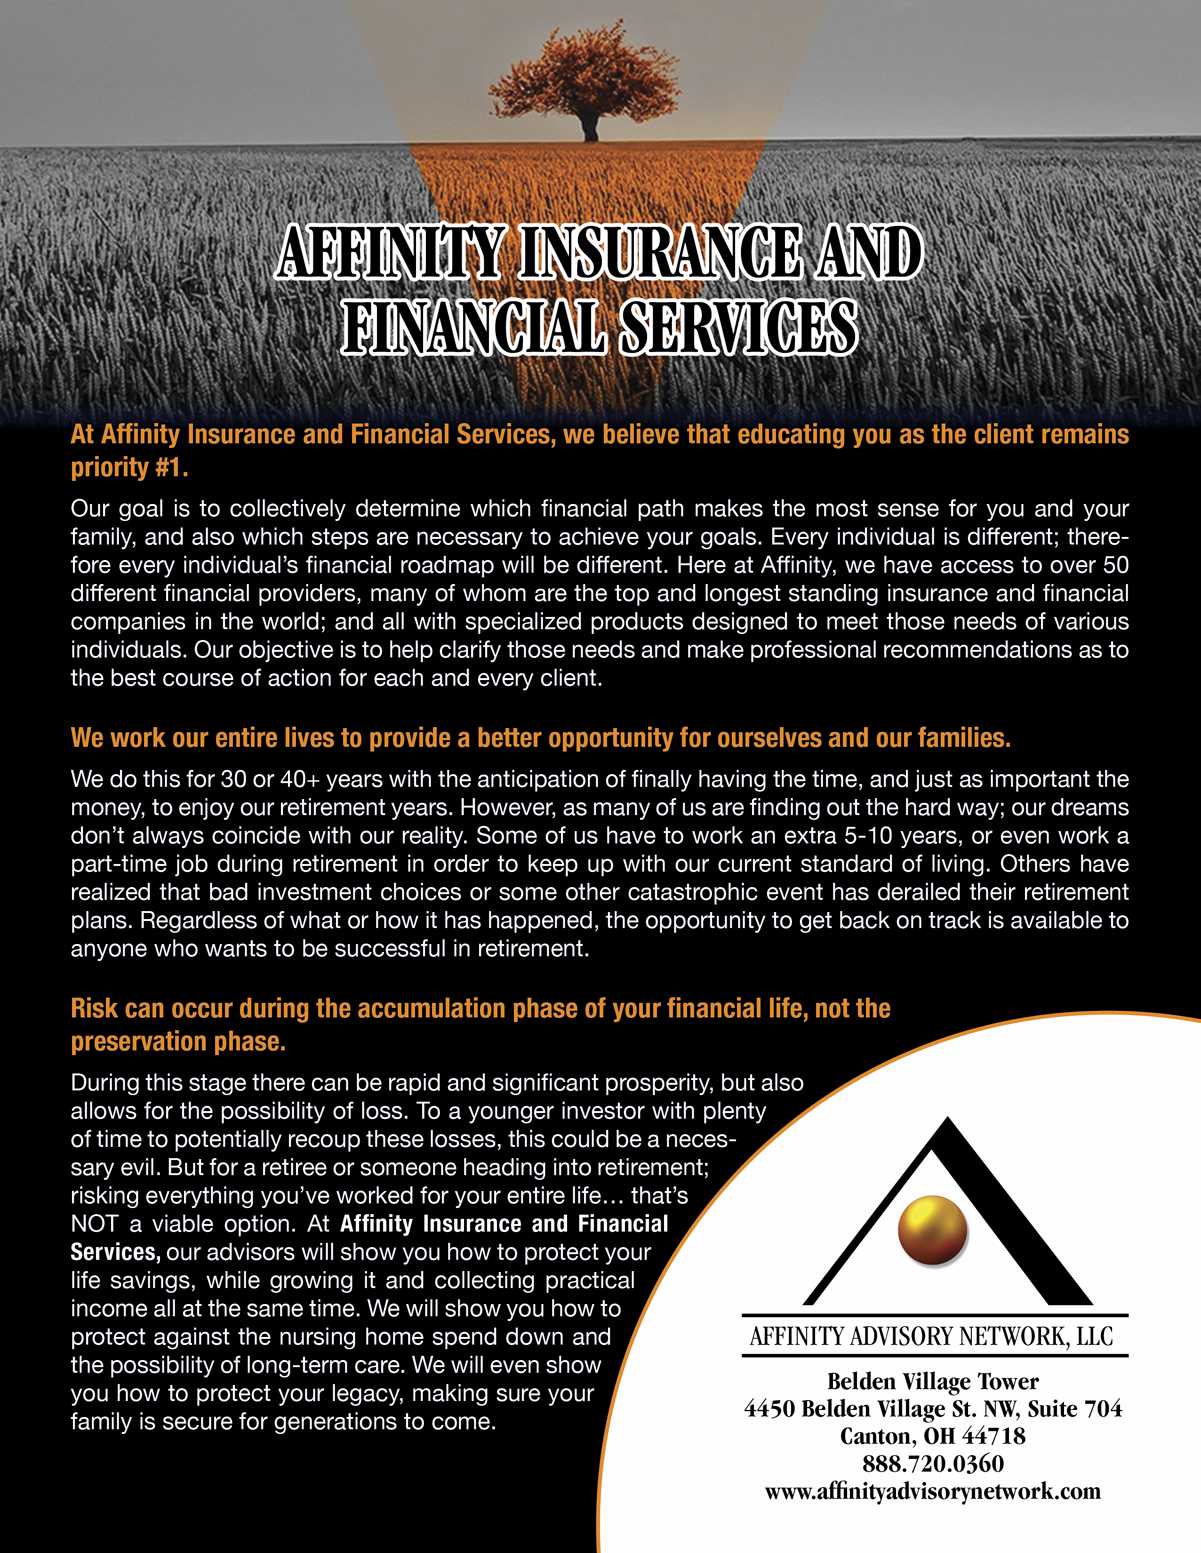 AFFINITY INSURANCE AND
FINANCIAL SERVICES
At Affinity Insurance and Financial Services, we believe that educating you as the client remains
priority #1.
Our goal is to collectively determine which financial path makes the most sense for you and your
family, and also which steps are necessary to achieve your goals. Every individual is different; there-
fore every individual’s financial roadmap will be different. Here at Affinity, we have access to over 50
different financial providers, many of whom are the top and longest standing insurance and financial
companies in the world; and all with specialized products designed to meet those needs of various
individuals. Our objective is to help clarify those needs and make professional recommendations as to
the best course of action for each and every client.
We work our entire lives to provide a better opportunity for ourselves and our families.
We do this for 30 or 40+ years with the anticipation of finally having the time, and just as important the
money, to enjoy our retirement years. However, as many of us are finding out the hard way; our dreams
don’t always coincide with our reality. Some of us have to work an extra 5-10 years, or even work a
part-time job during retirement in order to keep up with our current standard of living. Others have
realized that bad investment choices or some other catastrophic event has derailed their retirement
plans. Regardless of what or how it has happened, the opportunity to get back on track is available to
anyone who wants to be successful in retirement.
Risk can occur during the accumulation phase of your financial life, not the
preservation phase.
During this stage there can be rapid and significant prosperity, but also
allows for the possibility of loss. To a younger investor with plenty
of time to potentially recoup these losses, this could be a neces-
sary evil. But for a retiree or someone heading into retirement;
risking everything you’ve worked for your entire life… that’s
NOT a viable option. At Affinity Insurance and Financial
Services, our advisors will show you how to protect your
life savings, while growing it and collecting practical
income all at the same time. We will show you how to
protect against the nursing home spend down and
the possibility of long-term care. We will even show
you how to protect your legacy, making sure your
family is secure for generations to come.
AFFINITY ADVISORY NETWORK, LLC
Belden Village Tower
4450 Belden Village St. NW, Suite 704
Canton, OH 44718
888.720.0360
www.affinityadvisorynetwork.com